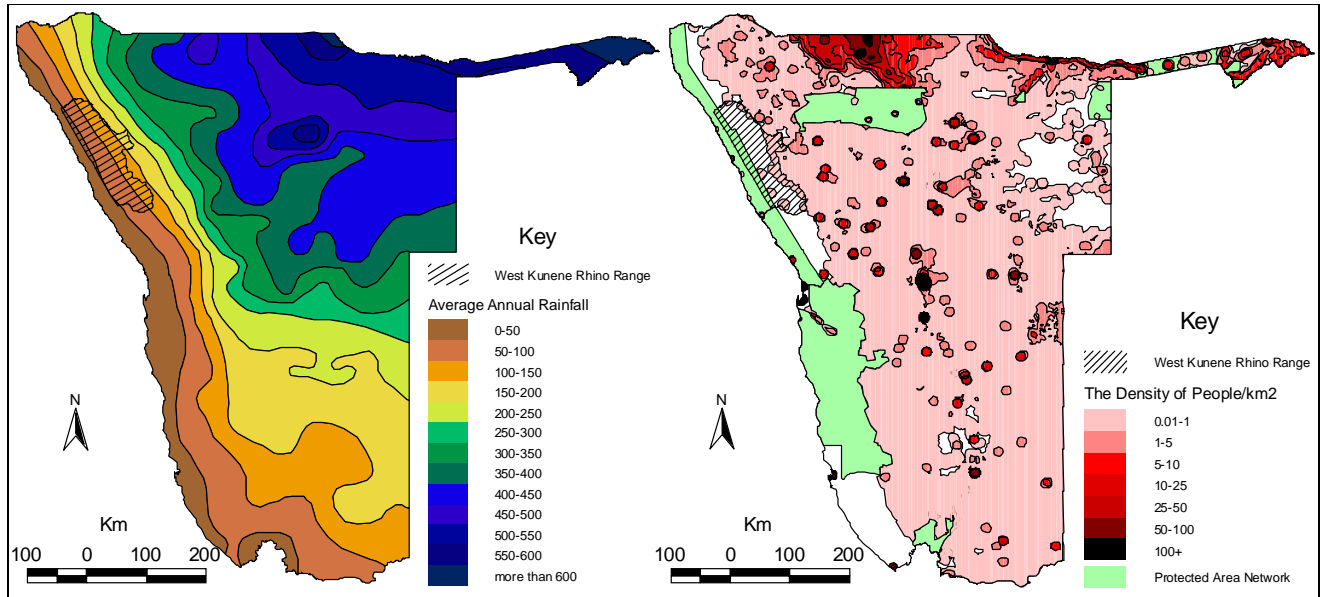 Key
West Kunene Rhino Range
Average Annual Rainfall
0-50
50-100
100-150
150-200
200-250
250-300
300-350
350-400
400-450
450-500
500-550
550-600
more than 600
N
Km
100 0 100 200
Key
West Kunene Rhino Range
The Density of People/km2
0.01-1
1-5
5-10
10-25
25-50
50-100
100+
Protected Area Network
N
Km
100 0 100 200